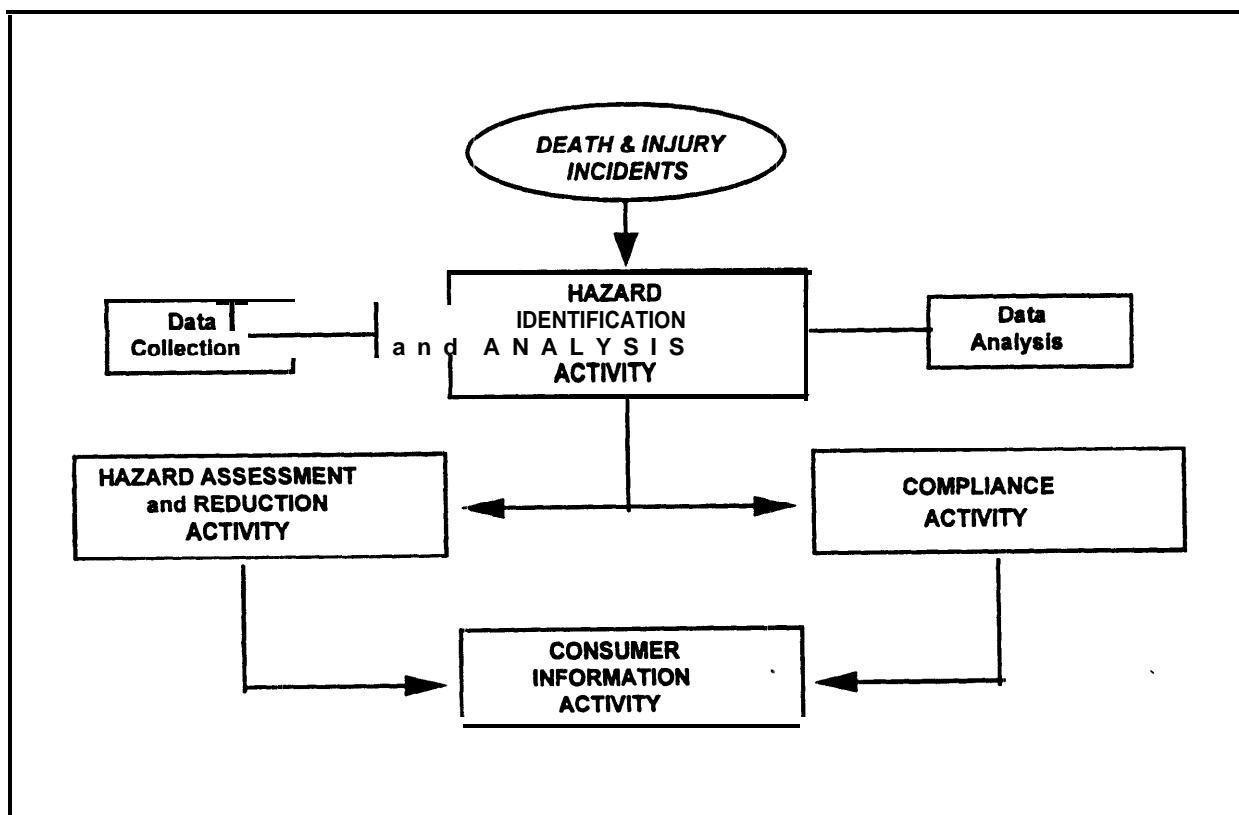 DEATH & INJURY
INCIDENTS
HAZARD
IDENTIFICATION
and ANALYSIS
ACTIVITY
Data
Collection
Data
Analysis
HAZARD ASSESSMENT
and REDUCTION
ACTIVITY
COMPLIANCE
ACTIVITY
CONSUMER
INFORMATION
ACTIVITY